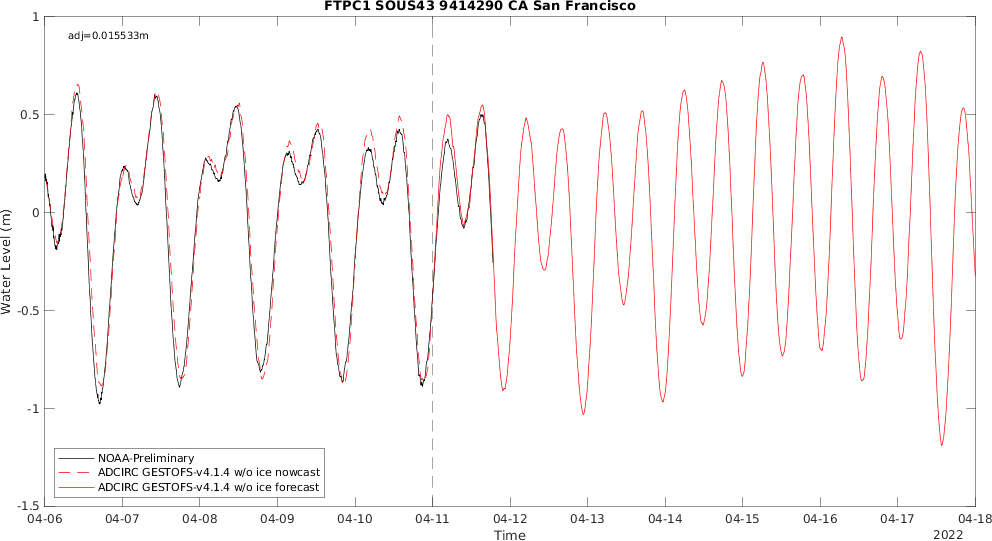 FTPC1 SOUS43 9414290 CA San Francisco
adj=0.015533m
Water Level (m)
1
0.5
0
-0.5
-1
-1.5
NOAA-Preliminary
ADCIRC GESTOFS-v4.1.4 w/o ice nowcast
ADCIRC GESTOFS-v4.1.4 w/o ice forecast
04-06 04-07 04-08 04-09 04-10 04-11 04-12 04-13 04-14 04-15 04-16 04-17 04-18
Time
2022